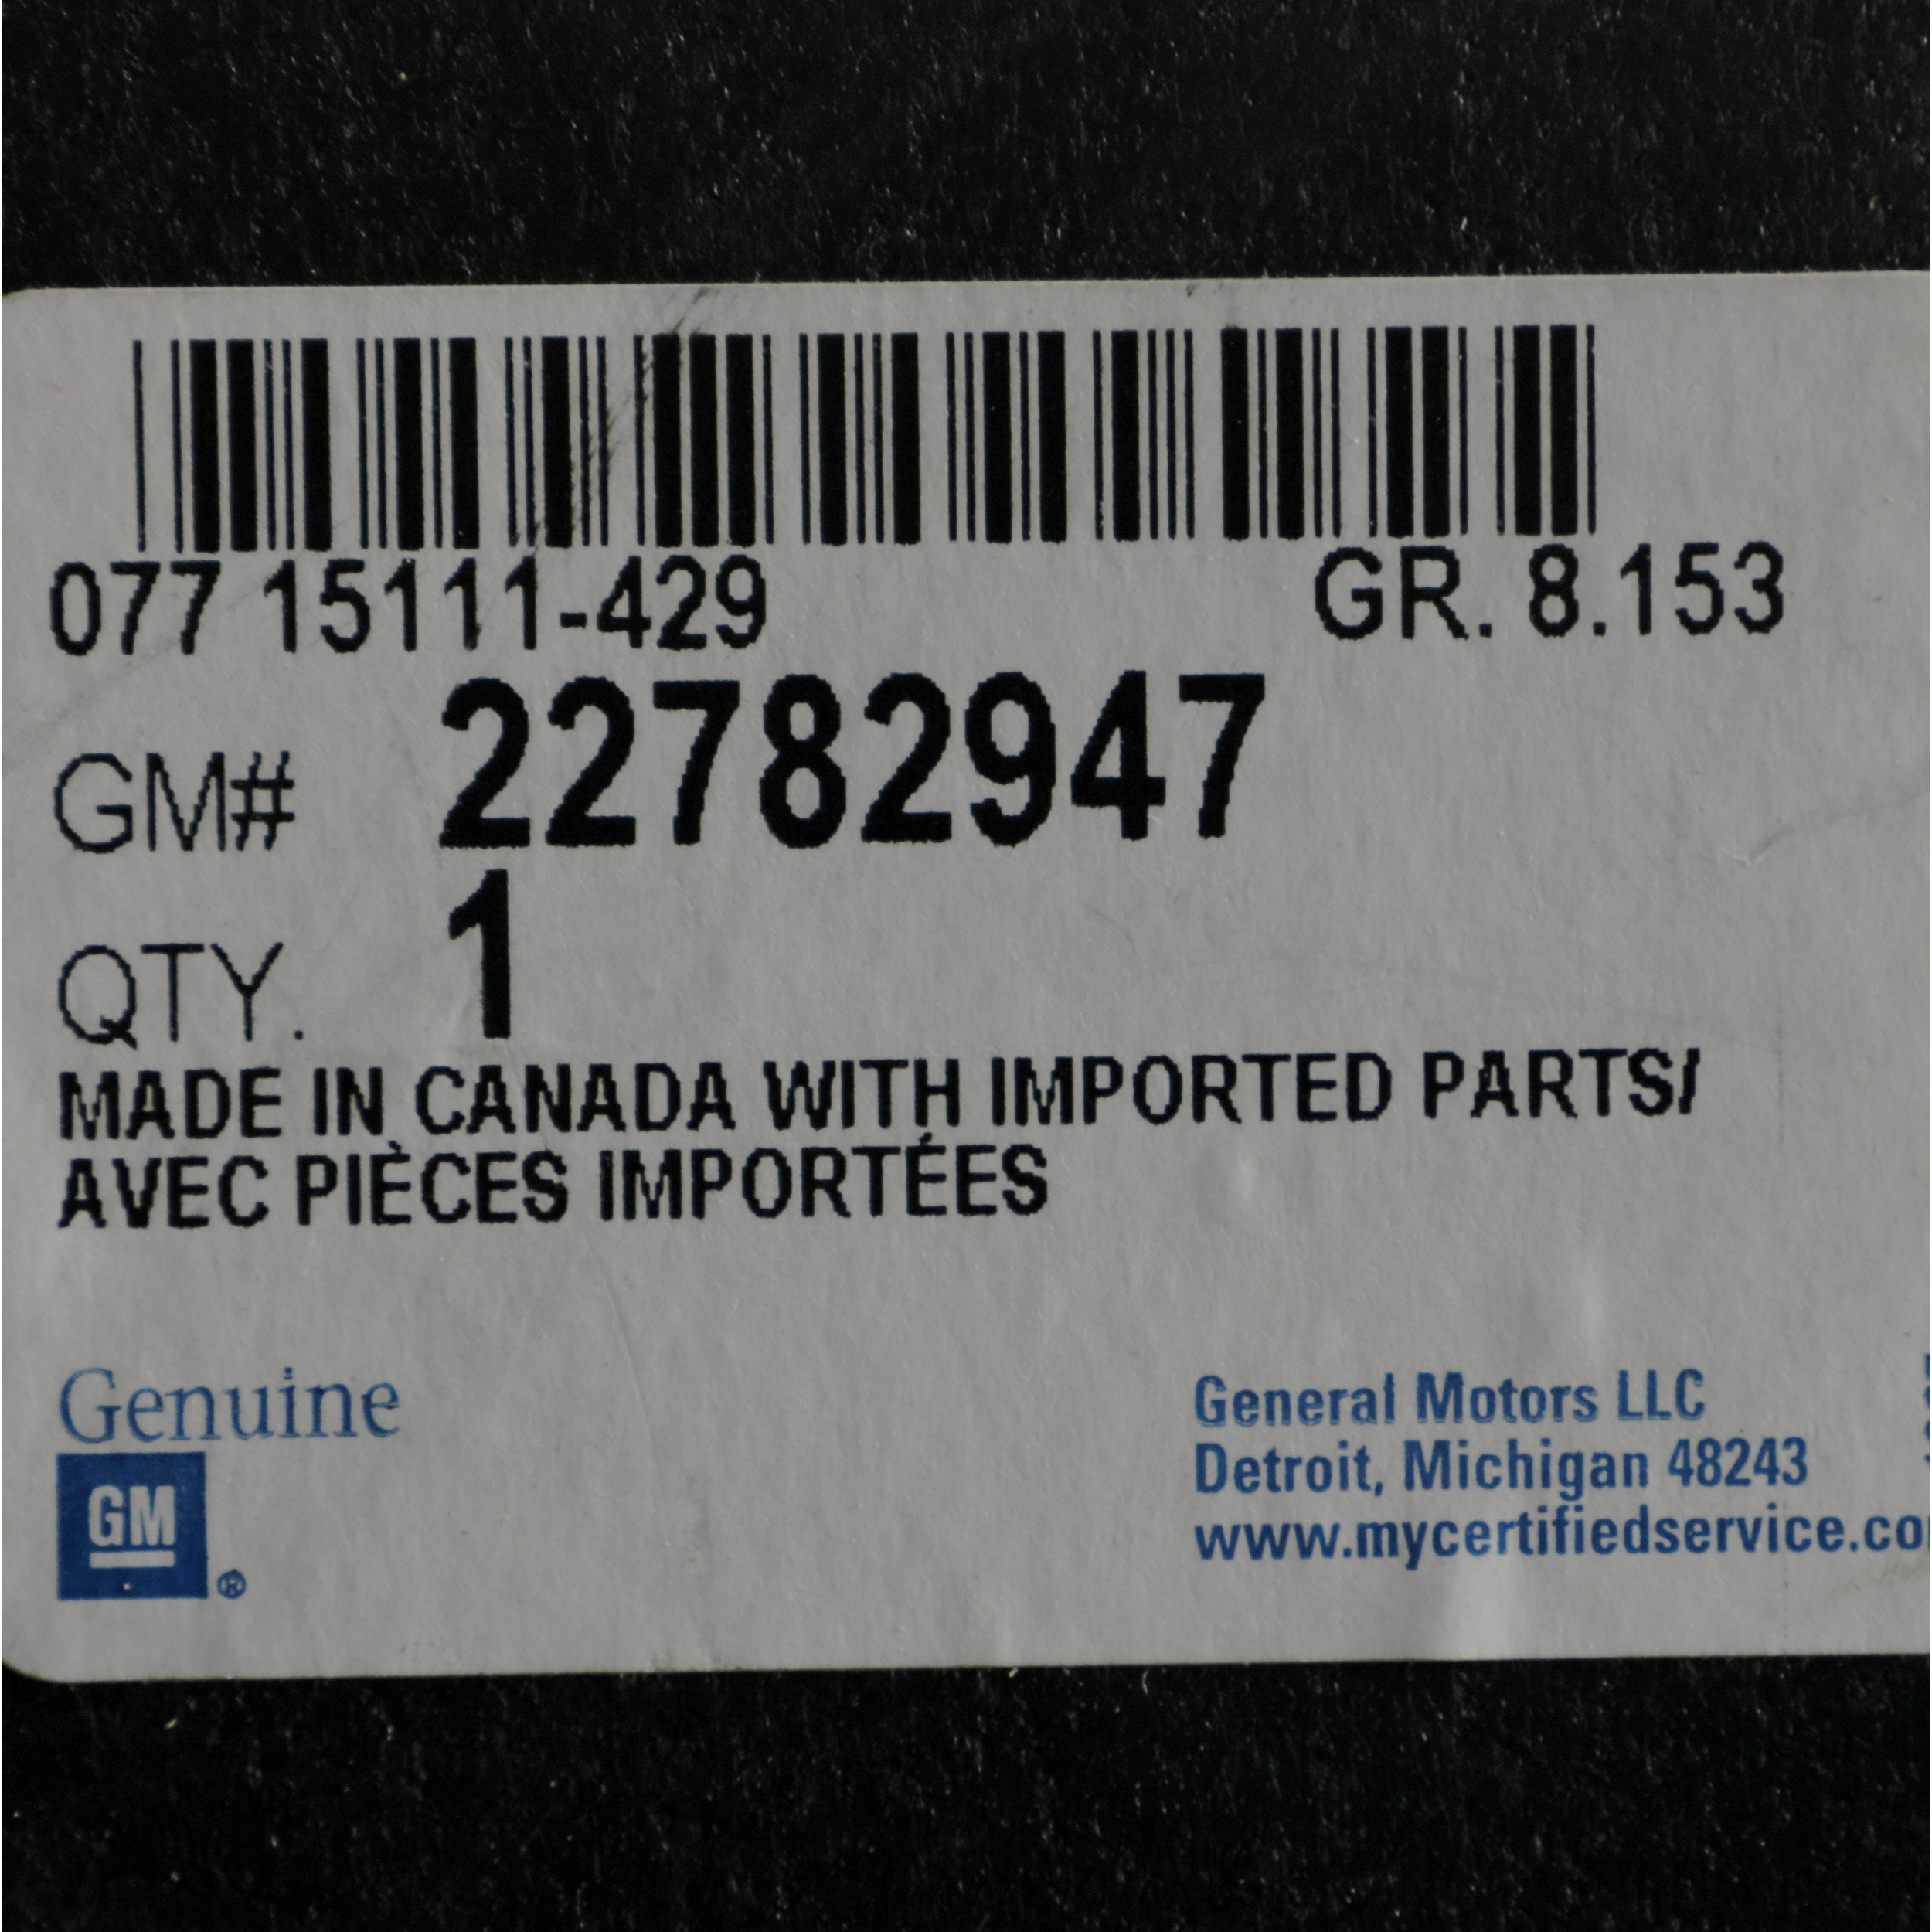 077 15111-429 GR. 8.153
GM# 22782947
QTY. 1
MADE IN CANADA WITH IMPORTED PARTS/
AVEC PIÈCES IMPORTÉES
Genuine
GM ®
General Motors LLC
Detroit, Michigan 48243
www.mycertifiedservice.co